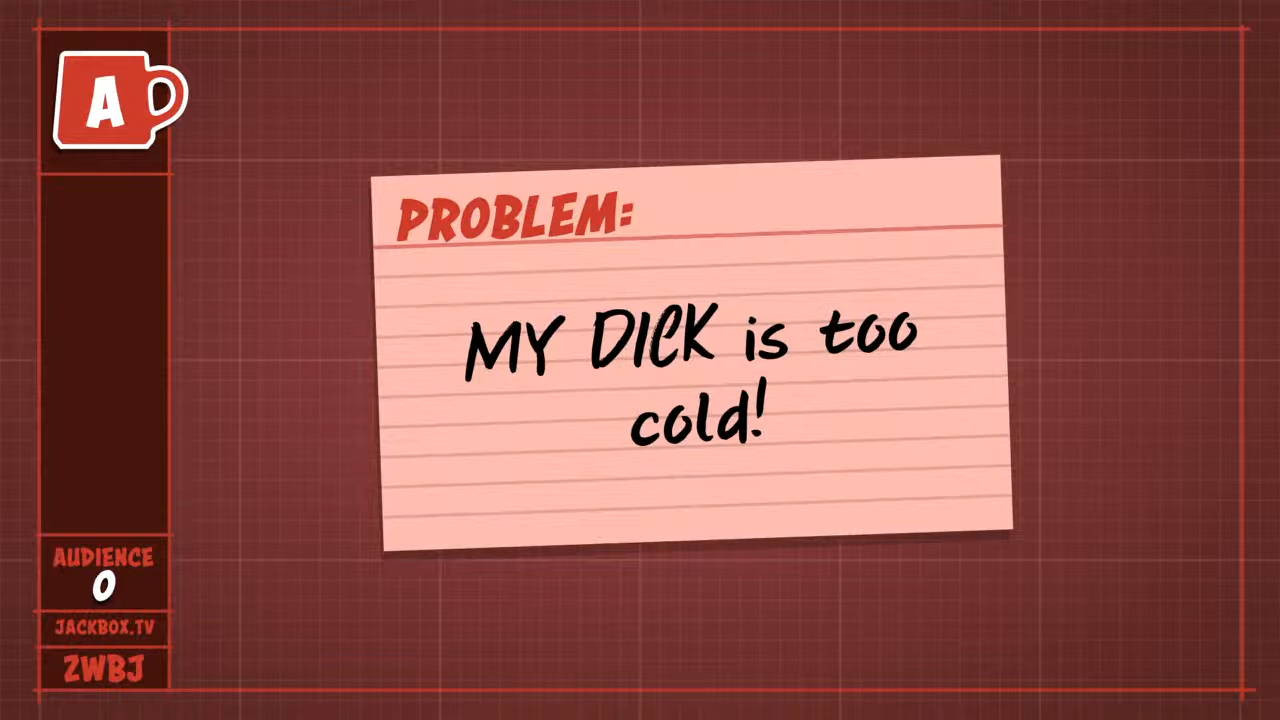 A
PROBLEM:
MY DICK is too
cold!
AUDIENCE
0
JACKBOX.TV
ZWBJ